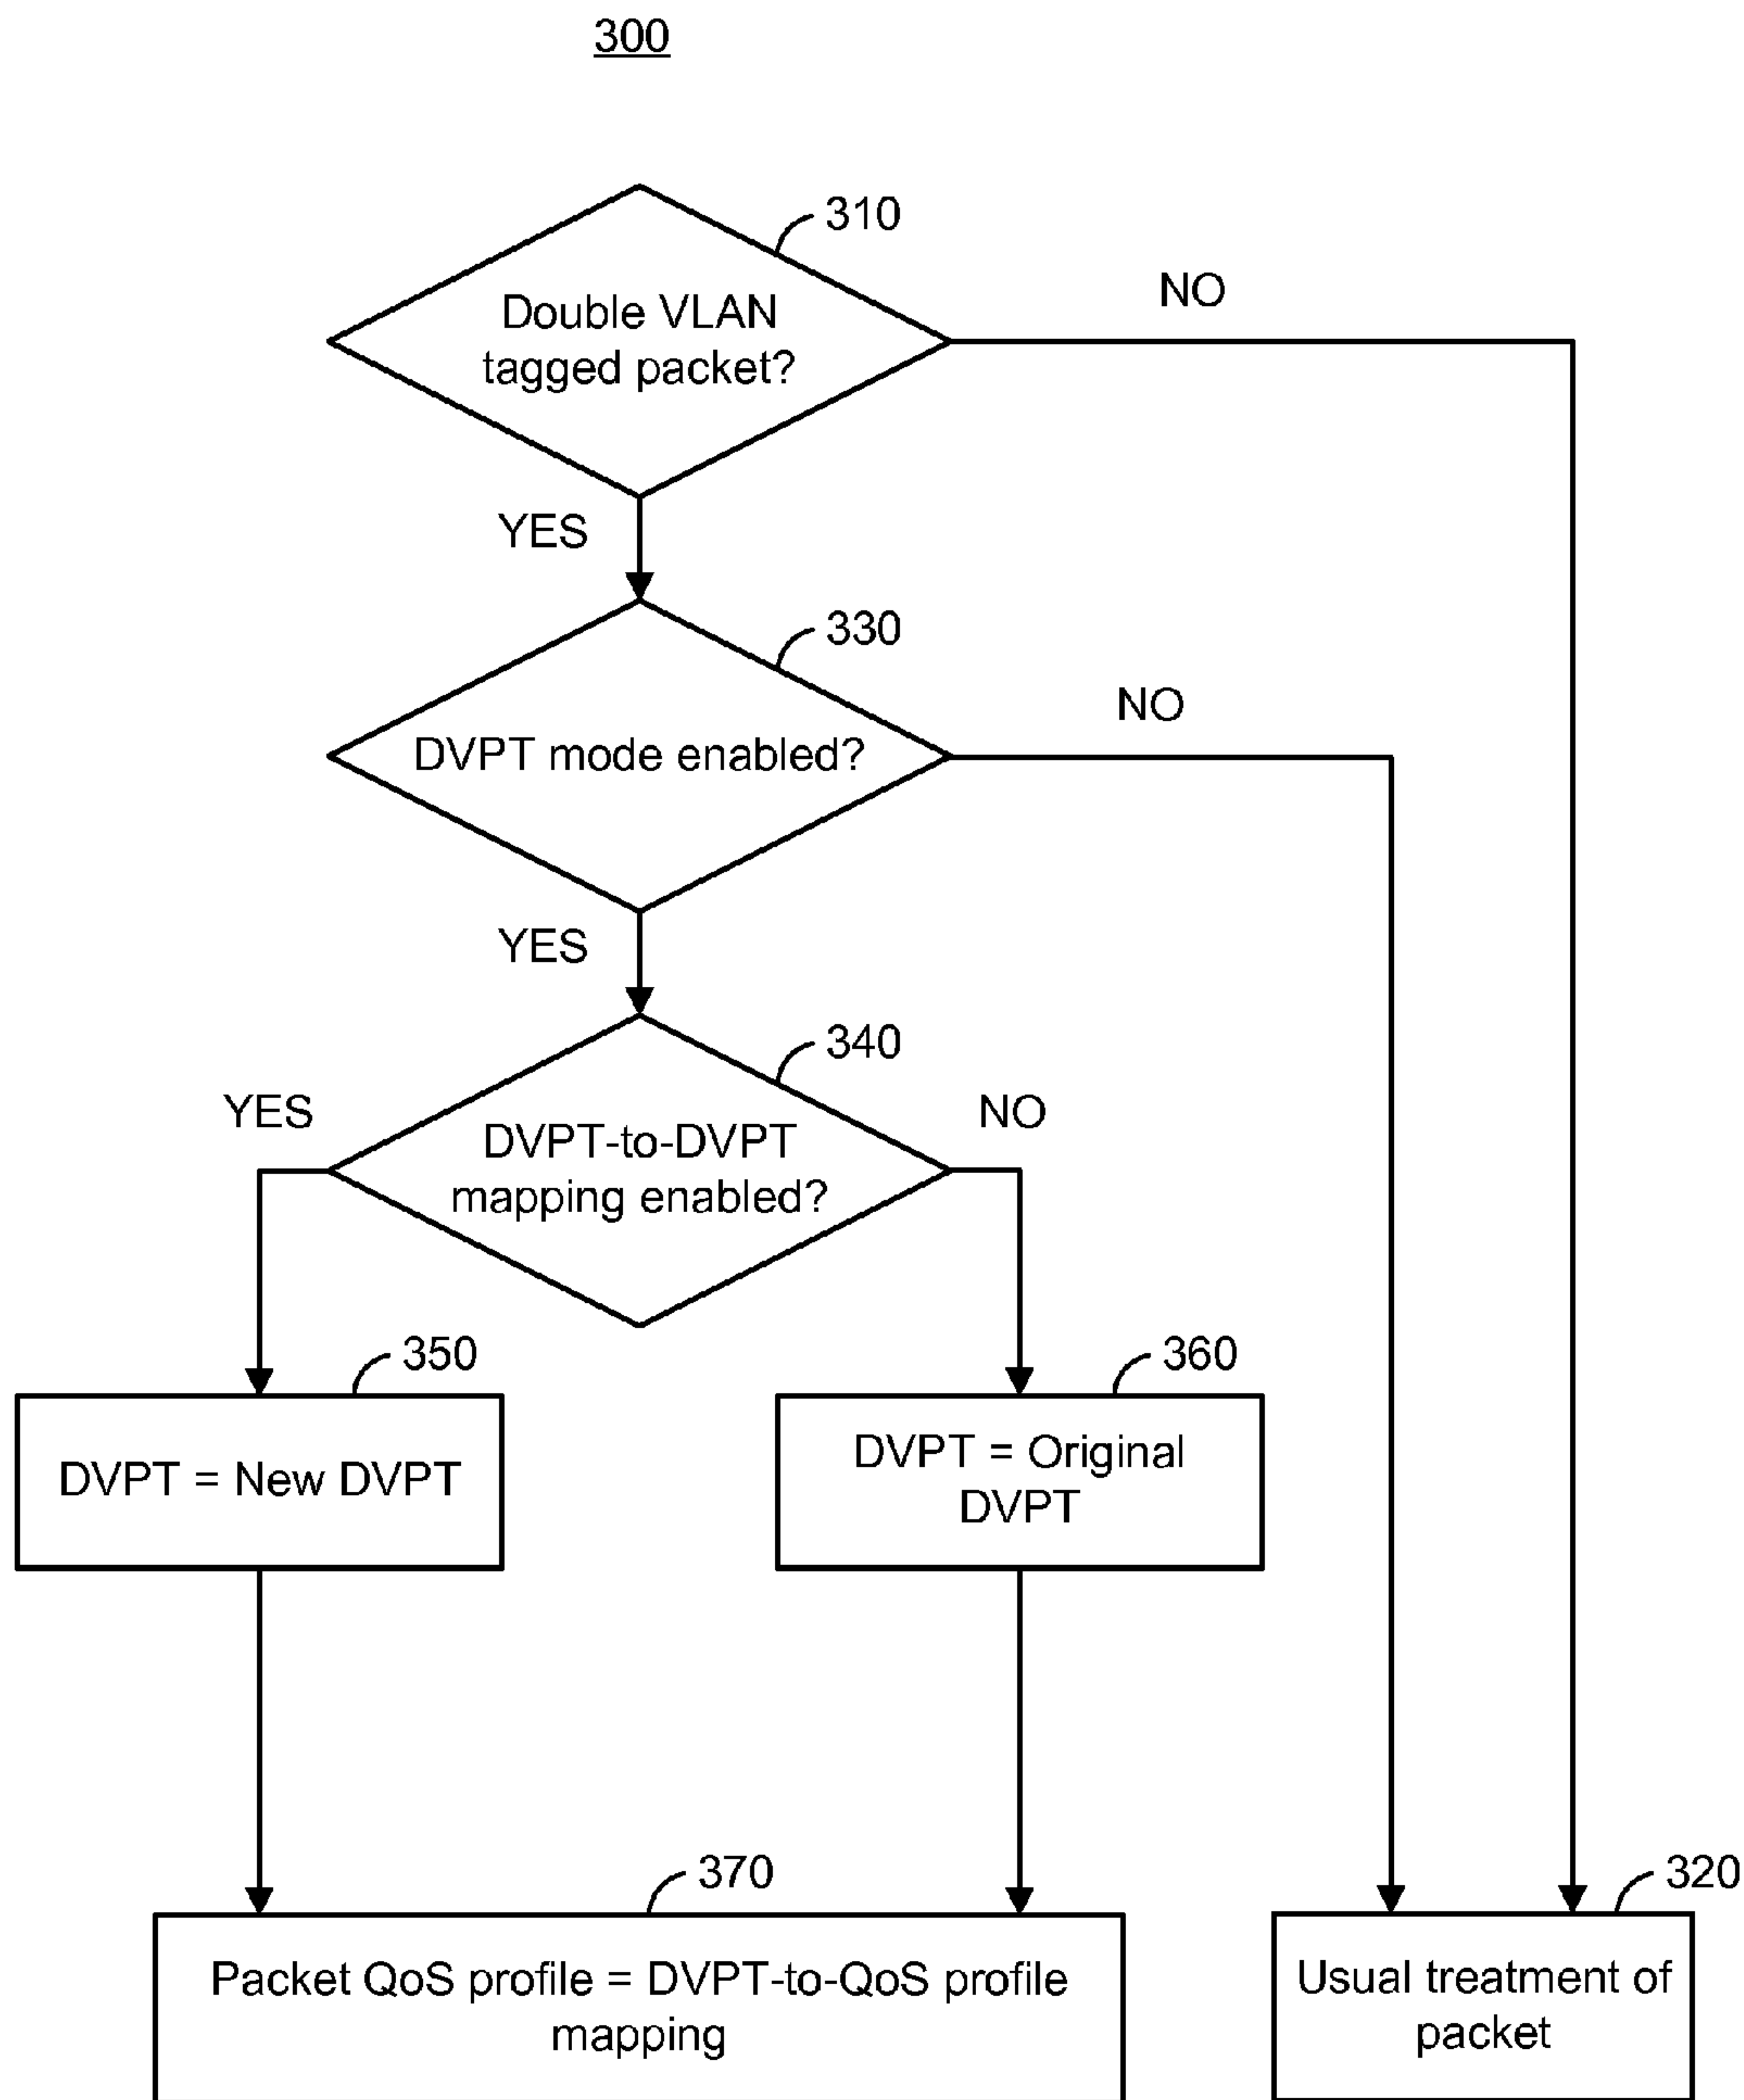 300
310
NO
Double VLAN
tagged packet?
YES
330
NO
DVPT mode enabled?
YES
340
YES
NO
DVPT-to-DVPT
mapping enabled?
350
360
DVPT = New DVPT
DVPT = Original
DVPT
370
320
Packet QoS profile = DVPT-to-QoS profile
mapping
Usual treatment of
packet